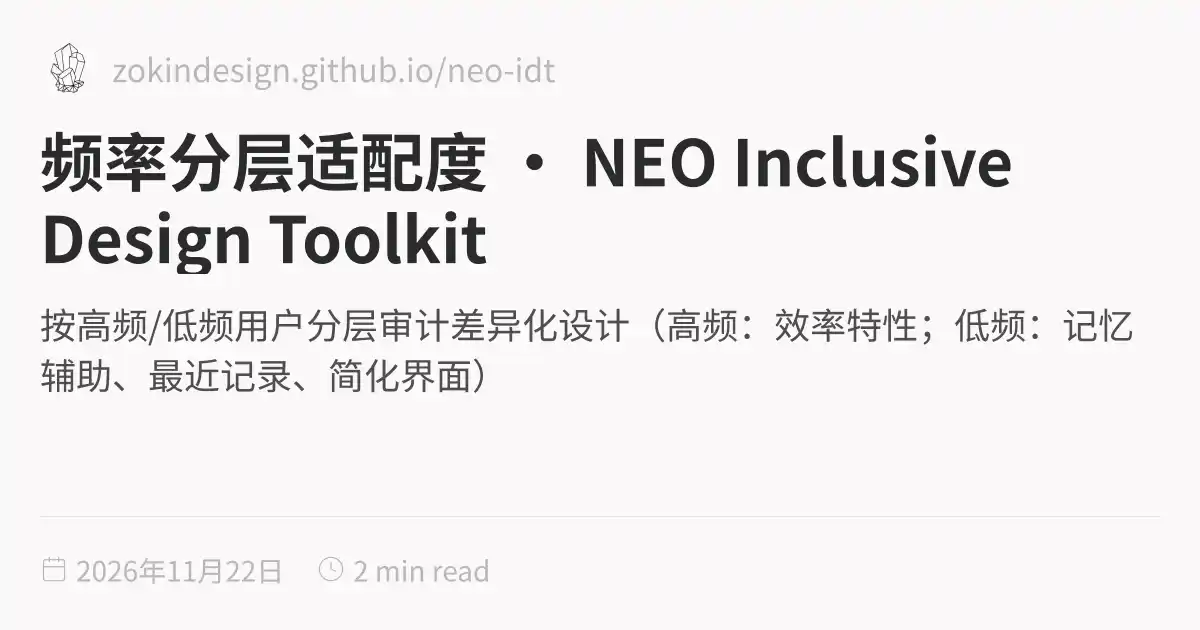 zokindesign.github.io/neo-idt
频率分层适配度 · NEO Inclusive
Design Toolkit
按高频/低频用户分层审计差异化设计（高频：效率特性；低频：记忆
辅助、最近记录、简化界面）
2026年11月22日
2 min read